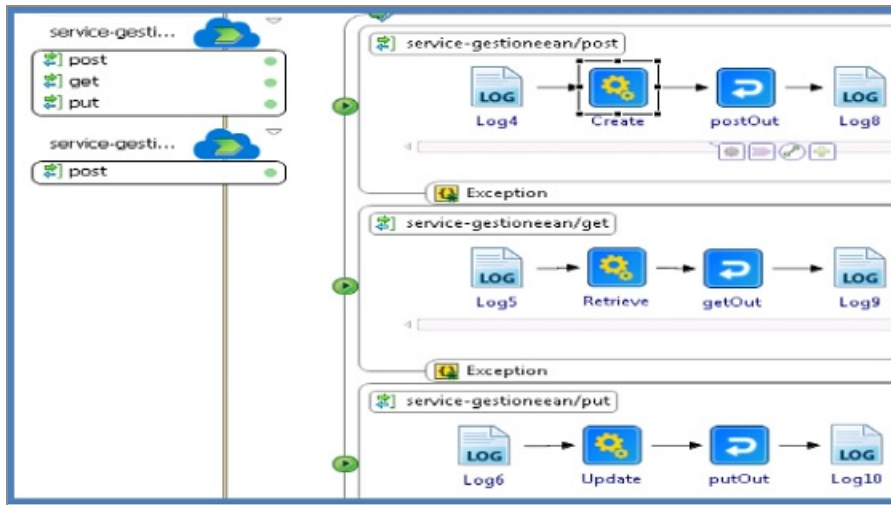 service-gesti...
post
get
put
service-gesti...
post
service-gestioneean/post
LOG LOG
Log4 Create postOut Log8
Exception
service-gestioneean/get
LOG LOG
Log5 Retrieve getOut Log9
Exception
service-gestioneean/put
LOG LOG
Log6 Update putOut Log10